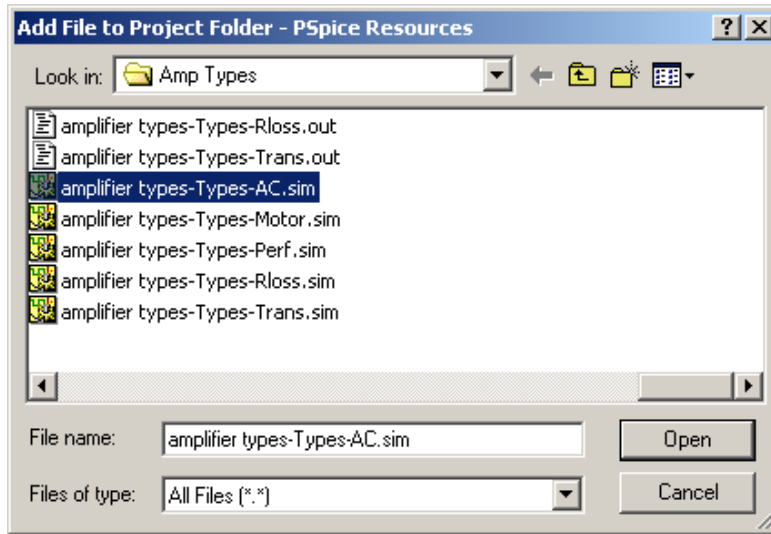 Add File to Project Folder - PSpice Resources
Look in: Amp Types
amplifier types-Types-Rloss.out
amplifier types-Types-Trans.out
amplifier types-Types-AC.sim
amplifier types-Types-Motor.sim
amplifier types-Types-Perf.sim
amplifier types-Types-Rloss.sim
amplifier types-Types-Trans.sim
File name: amplifier types-Types-AC.sim Open
Files of type: All Files (*.*) Cancel